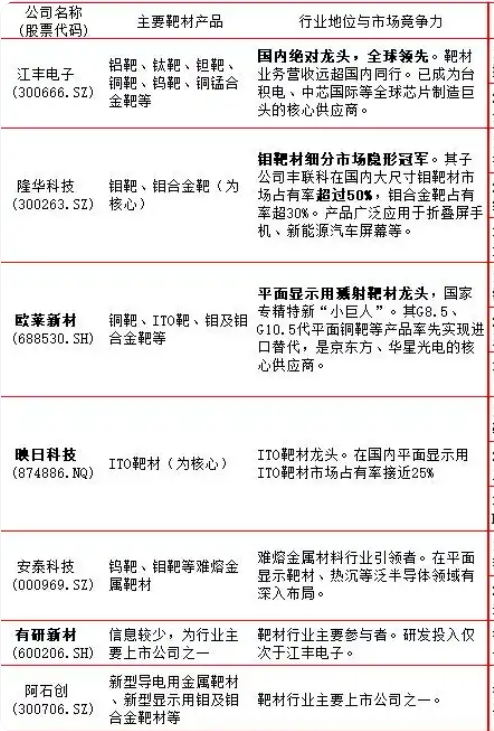 公司名称
(股票代码)
主要靶材产品
行业地位与市场竞争力
江丰电子
(300666.SZ)
铝靶、钛靶、钽靶、
铜靶、钨靶、铜锰合
金靶等
国内绝对龙头，全球领先。靶材
业务营收远超国内同行。已成为台
积电、中芯国际等全球芯片制造巨
头的核心供应商。
隆华科技
(300263.SZ)
钼靶、钼合金靶（为
核心）
钼靶材细分市场隐形冠军。其子
公司丰联科在国内大尺寸钼靶材市
场占有率超过50%，钼合金靶占有
率超30%。产品广泛应用于折叠屏手
机、新能源汽车屏幕等。
欧莱新材
(688530.SH)
铜靶、ITO靶、钼及钼
合金靶等
平面显示用溅射靶材龙头，国家
专精特新“小巨人”。其G8.5、
G10.5代平面铜靶等产品率先实现进
口替代，是京东方、华星光电的核
心供应商。
映日科技
(874886.NQ)
ITO靶材（为核心）
ITO靶材龙头。在国内平面显示用
ITO靶材市场占有率接近25%
安泰科技
(000969.SZ)
钨靶、钼靶等难熔金
属靶材
难熔金属材料行业引领者。在平面
显示靶材、热沉等泛半导体领域有
深入布局。
有研新材
(600206.SH)
信息较少，为行业主
要上市公司之一
靶材行业主要参与者。研发投入仅
次于江丰电子。
阿石创
(300706.SZ)
新型导电用金属靶材
、新型显示用钼及钼
合金靶材等
靶材行业主要上市公司之一。